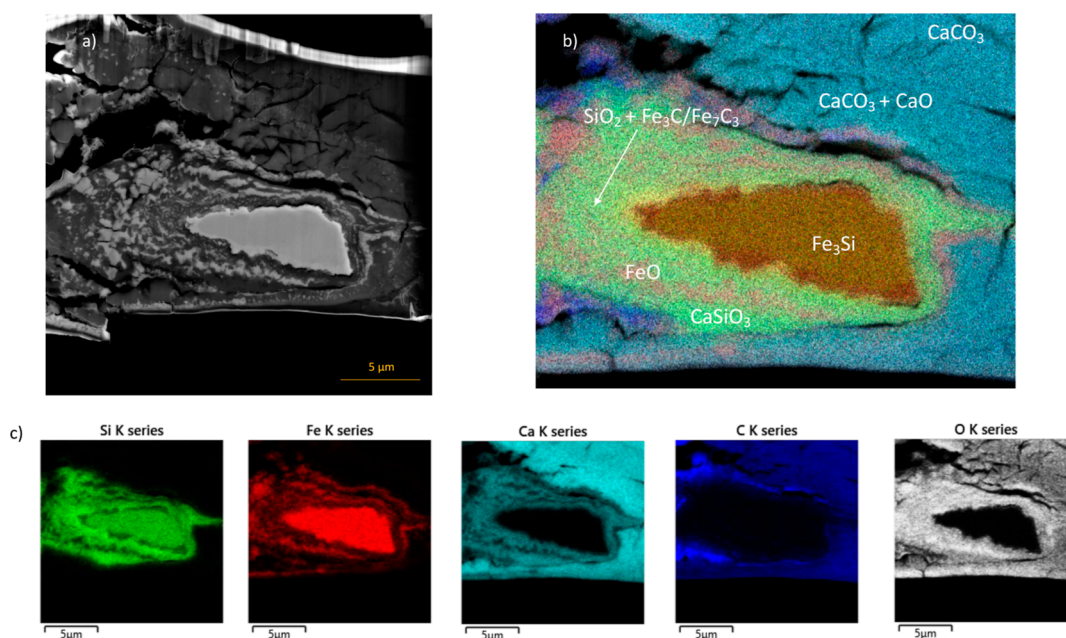 a)
5 µm
b)
CaCO₃
CaCO₃ + CaO
SiO₂ + Fe₃C/Fe₇C₃
Fe₃Si
FeO
CaSiO₃
c)
Si K series
Fe K series
Ca K series
C K series
O K series
5µm
5µm
5µm
5µm
5µm